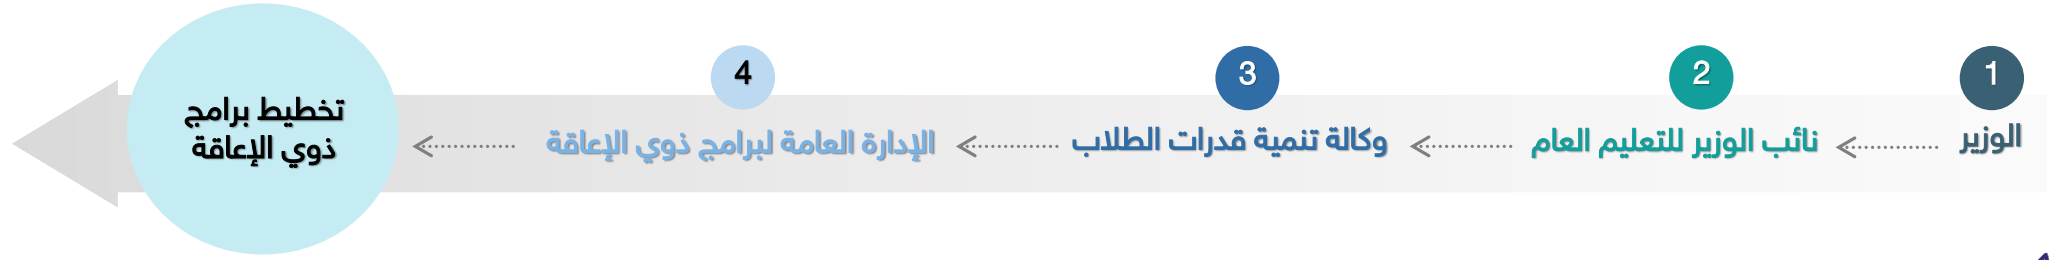 1
الوزير
2
نائب الوزير للتعليم العام
3
وكالة تنمية قدرات الطلاب
4
الإدارة العامة لبرامج ذوي الإعاقة
تخطيط برامج
ذوي الإعاقة